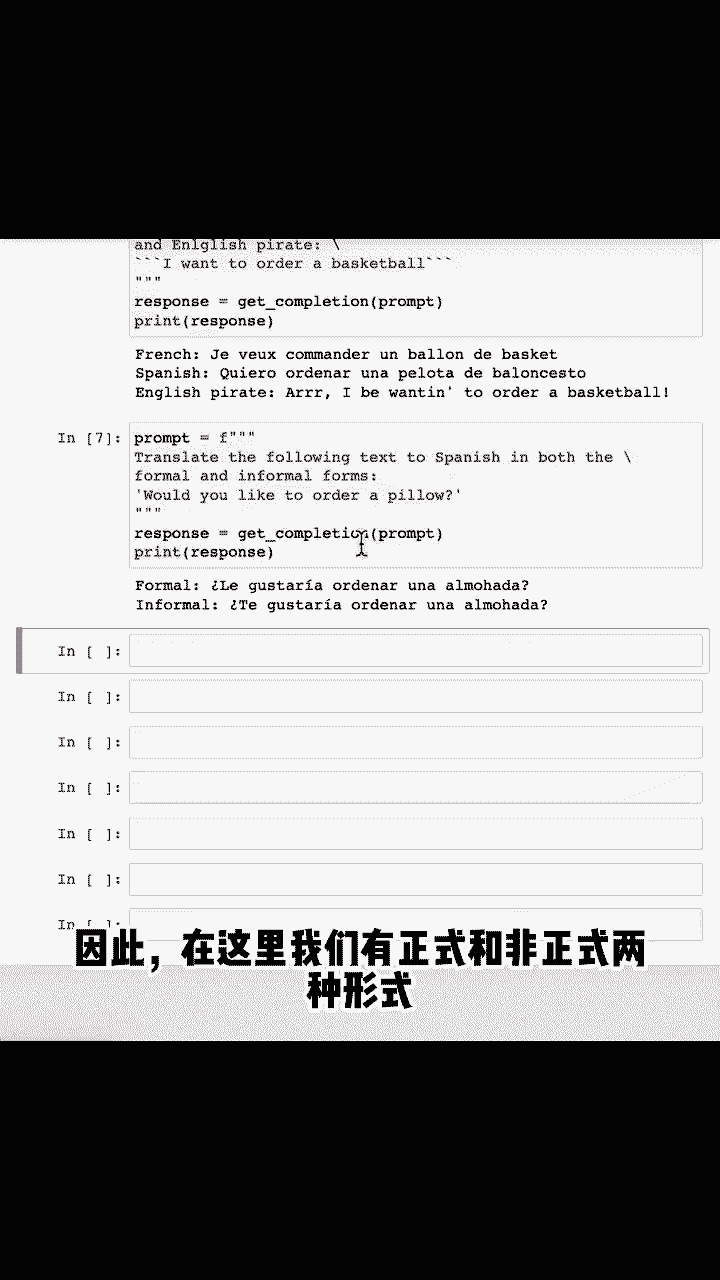 and Enlglish pirate: \
```I want to order a basketball```
"""
response = get_completion(prompt)
print(response)
French: Je veux commander un ballon de basket
Spanish: Quiero ordenar una pelota de baloncesto
English pirate: Arrr, I be wantin' to order a basketball!
In [7]: prompt = f"""
Translate the following text to Spanish in both the \
formal and informal forms:
'Would you like to order a pillow?'
"""
response = get_completion(prompt)
print(response)
Formal: ¿Le gustaría ordenar una almohada?
Informal: ¿Te gustaría ordenar una almohada?
In [ ]:
In [ ]:
In [ ]:
In [ ]:
In [ ]:
In [ ]:
In [ ]:
因此，在这里我们有正式和非正式两
种形式